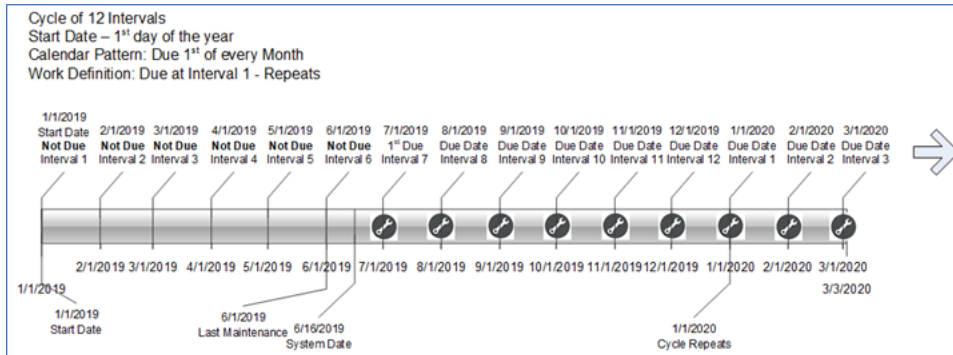 Cycle of 12 Intervals
Start Date – 1st day of the year
Calendar Pattern: Due 1st of every Month
Work Definition: Due at Interval 1 - Repeats
1/1/2019
Start Date
Not Due
Interval 1
2/1/2019
Not Due
Interval 2
3/1/2019
Not Due
Interval 3
4/1/2019
Not Due
Interval 4
5/1/2019
Not Due
Interval 5
6/1/2019
Not Due
Interval 6
7/1/2019
1st Due
Interval 7
8/1/2019
Due Date
Interval 8
9/1/2019
Due Date
Interval 9
10/1/2019
Due Date
Interval 10
11/1/2019
Due Date
Interval 11
12/1/2019
Due Date
Interval 12
1/1/2020
Due Date
Interval 1
2/1/2020
Due Date
Interval 2
3/1/2020
Due Date
Interval 3
1/1/2019
2/1/2019
3/1/2019
4/1/2019
5/1/2019
6/1/2019
7/1/2019
8/1/2019
9/1/2019
10/1/2019
11/1/2019
12/1/2019
1/1/2020
2/1/2020
3/1/2020
3/3/2020
1/1/2019
Start Date
6/1/2019
Last Maintenance
6/16/2019
System Date
1/1/2020
Cycle Repeats